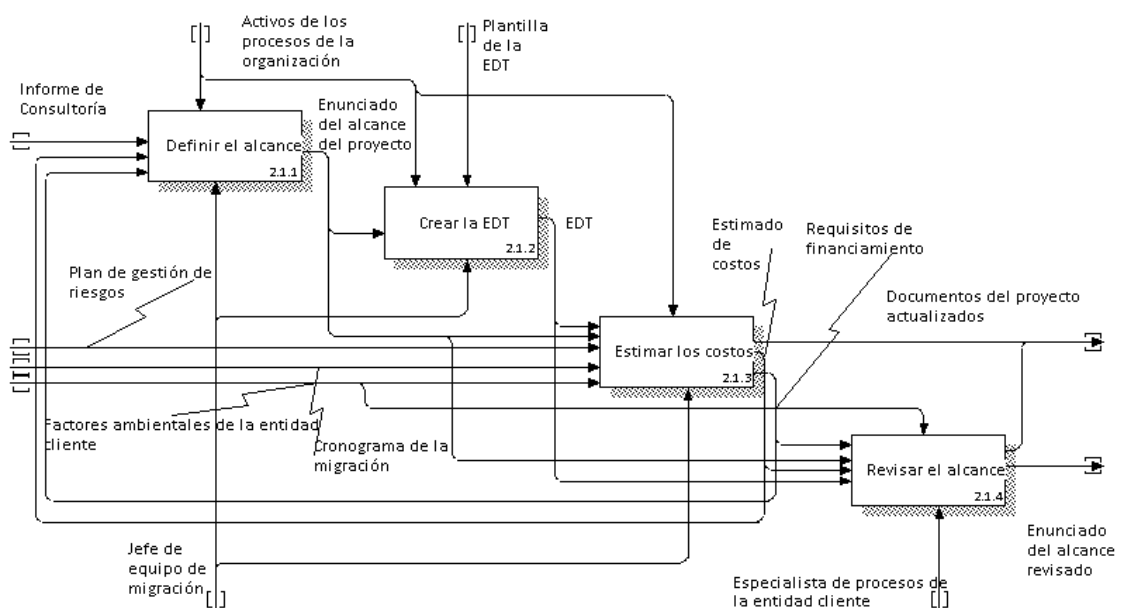 Activos de los
procesos de la
organización
Plantilla
de la
EDT
Informe de
Consultoría
Definir el alcance
2.1.1
Enunciado
del alcance
del proyecto
Crear la EDT
2.1.2
EDT
Estimado
de
costos
Requisitos de
financiamiento
Plan de gestión de
riesgos
Documentos del proyecto
actualizados
Estimar los costos
2.1.3
Factores ambientales de la entidad
cliente
Cronograma de la
migración
Revisar el alcance
2.1.4
Jefe de
equipo de
migración
Especialista de procesos de
la entidad cliente
Enunciado
del alcance
revisado